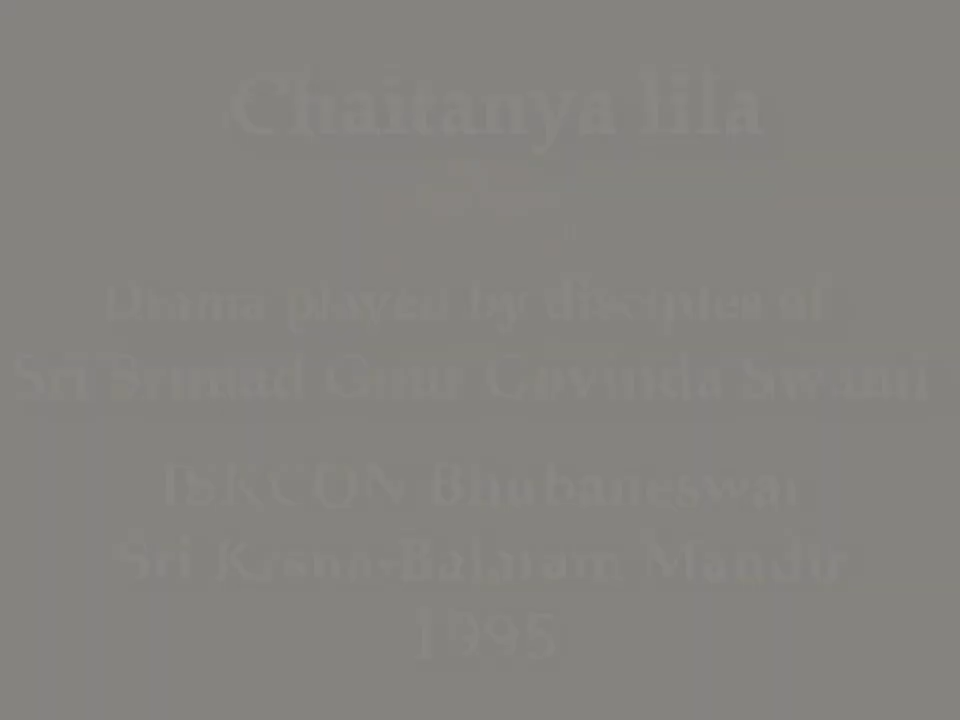 Chaitanya lila
Drama played by disciples of
Sri Srimad Gour Govinda Swami
ISKCON Bhubaneswar
Sri Krsna-Balaram Mandir
1995